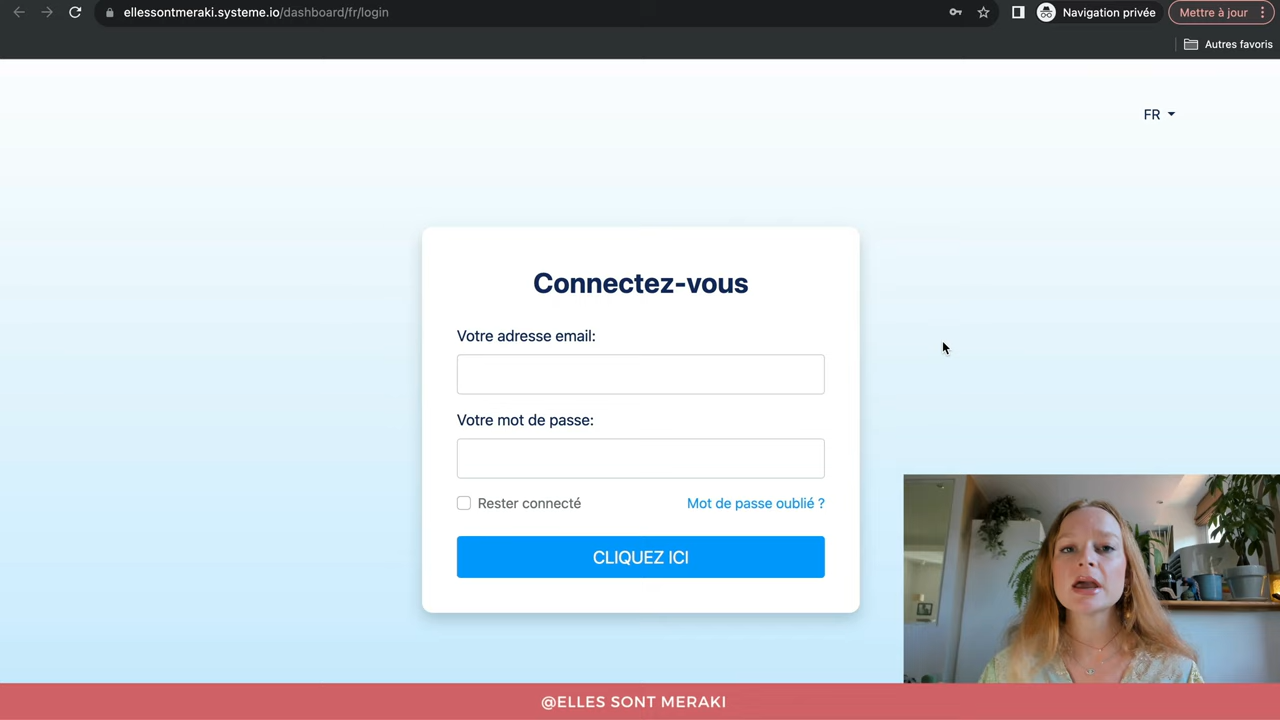 ellessontmeraki.systeme.io/dashboard/fr/login
Navigation privée
Mettre à jour
Autres favoris
FR
Connectez-vous
Votre adresse email:
Votre mot de passe:
Rester connecté
Mot de passe oublié ?
CLIQUEZ ICI
@ELLES SONT MERAKI